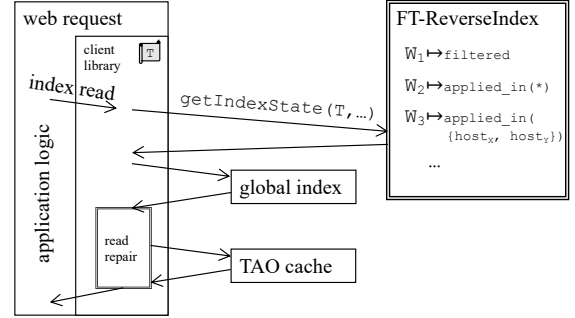 web request
FT-ReverseIndex
client
library
T
W₁↦filtered
index read
W₂↦applied_in(*)
getIndexState(T,…)
W₃↦applied_in(
{hostₓ, hostᵧ})
…
application logic
global index
read
repair
TAO cache